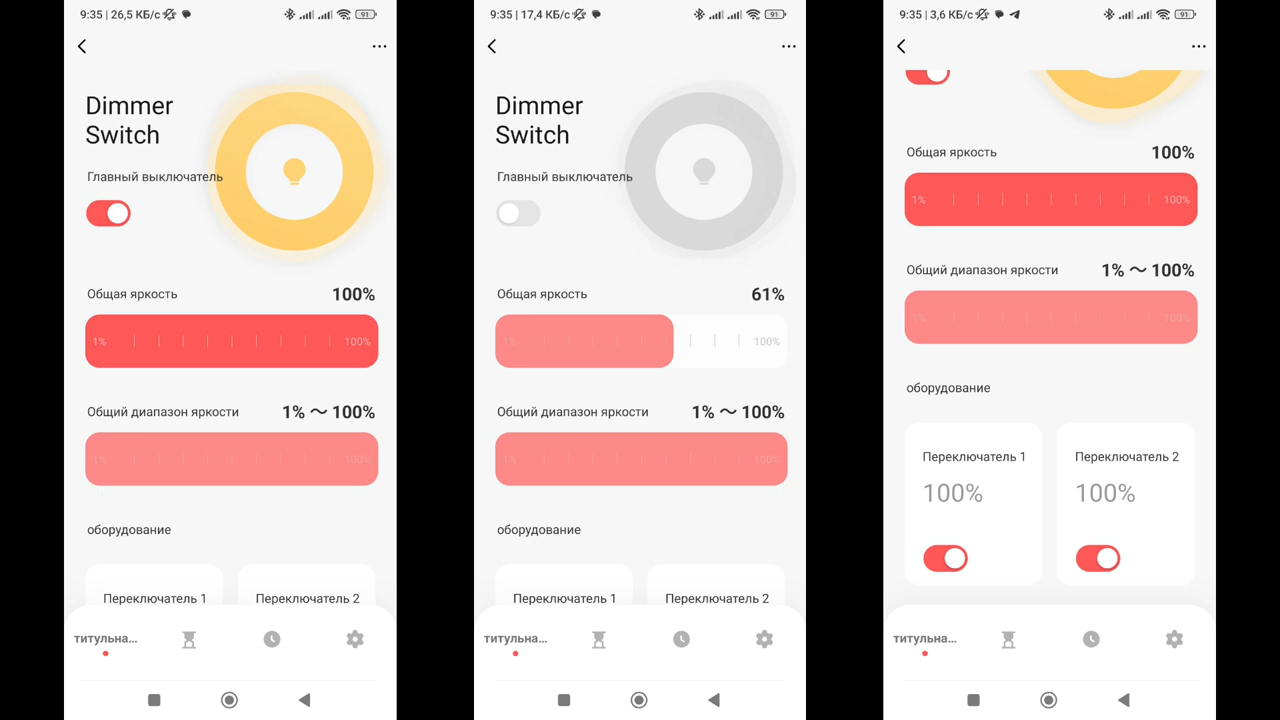 9:35 | 26,5 КБ/с
91
Dimmer
Switch
Главный выключатель
Общая яркость 100%
1% 100%
Общий диапазон яркости 1% ～ 100%
1% 100%
оборудование
Переключатель 1 Переключатель 2
титульна...
9:35 | 17,4 КБ/с
91
Dimmer
Switch
Главный выключатель
Общая яркость 61%
1% 100%
Общий диапазон яркости 1% ～ 100%
1% 100%
оборудование
Переключатель 1 Переключатель 2
титульна...
9:35 | 3,6 КБ/с
91
Общая яркость 100%
1% 100%
Общий диапазон яркости 1% ～ 100%
1% 100%
оборудование
Переключатель 1 Переключатель 2
100% 100%
титульна...